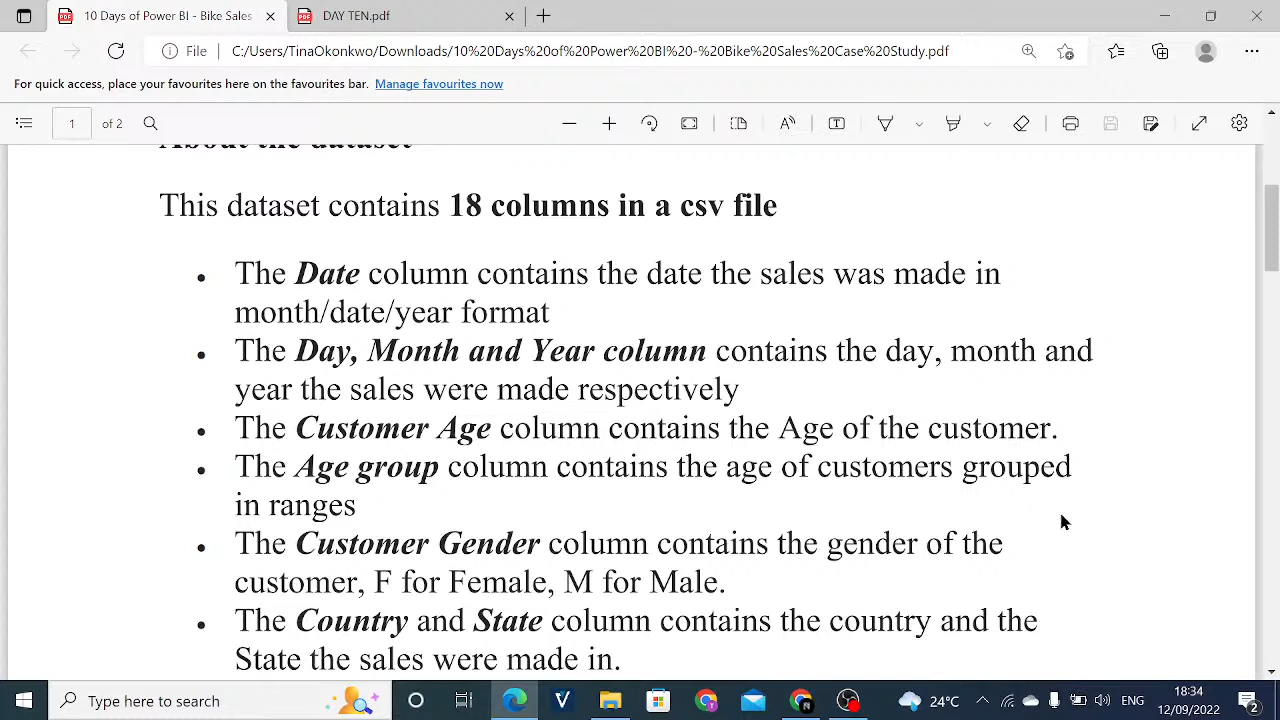 10 Days of Power BI - Bike Sales
DAY TEN.pdf
File
C:/Users/TinaOkonkwo/Downloads/10%20Days%20of%20Power%20BI%20-%20Bike%20Sales%20Case%20Study.pdf
For quick access, place your favourites here on the favourites bar. Manage favourites now
1 of 2
About the dataset
This dataset contains 18 columns in a csv file
• The Date column contains the date the sales was made in
month/date/year format
• The Day, Month and Year column contains the day, month and
year the sales were made respectively
• The Customer Age column contains the Age of the customer.
• The Age group column contains the age of customers grouped
in ranges
• The Customer Gender column contains the gender of the
customer, F for Female, M for Male.
• The Country and State column contains the country and the
State the sales were made in.
Type here to search
24°C
ENG
18:34
12/09/2022
2